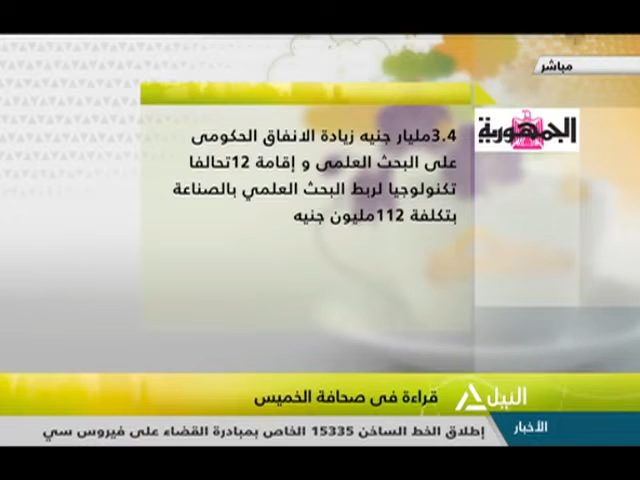 مباشر
الجمهورية
3.4مليار جنيه زيادة الانفاق الحكومى
على البحث العلمى و إقامة 12تحالفا
تكنولوجيا لربط البحث العلمي بالصناعة
بتكلفة 112مليون جنيه
النيل
قراءة فى صحافة الخميس
الأخبار
إطلاق الخط الساخن 15335 الخاص بمبادرة القضاء على فيروس سي